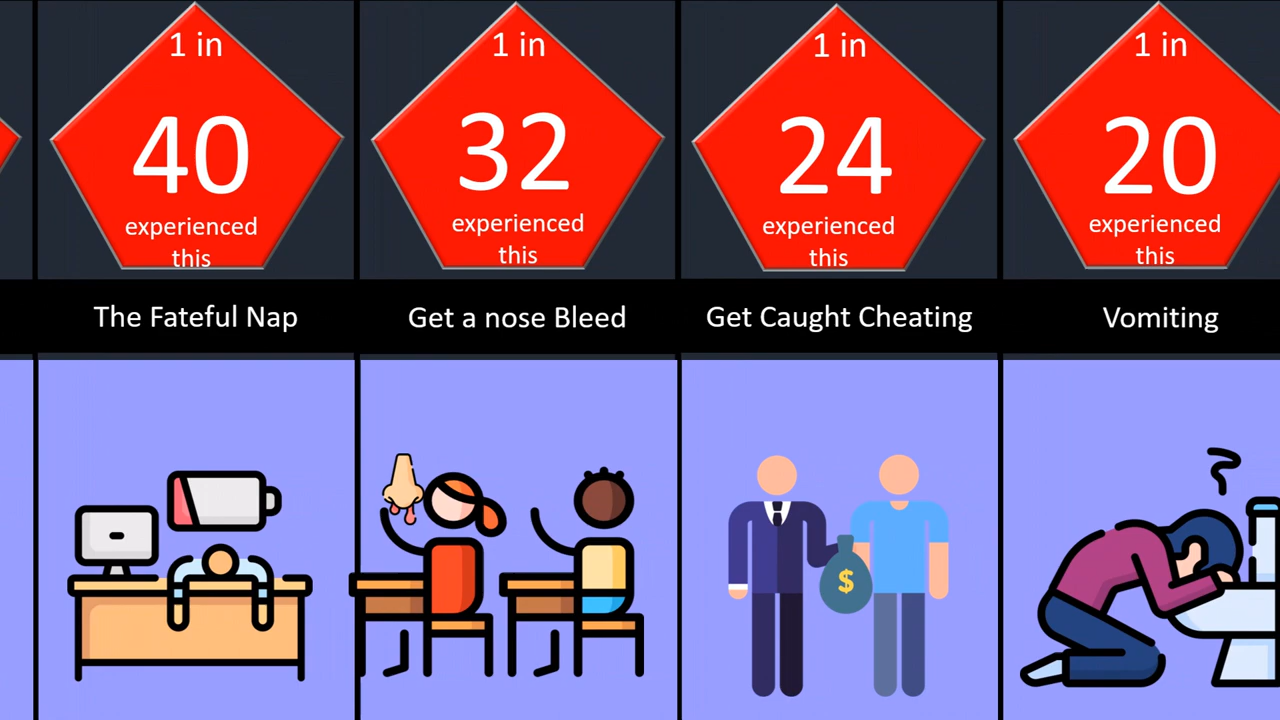 1 in
40
experienced
this
The Fateful Nap
1 in
32
experienced
this
Get a nose Bleed
1 in
24
experienced
this
Get Caught Cheating
$
1 in
20
experienced
this
Vomiting